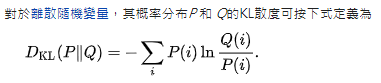 對於離散隨機變量，其概率分布P 和 Q的KL散度可按下式定義為
D_KL(P‖Q) = −∑_i P(i) ln Q(i)/P(i).